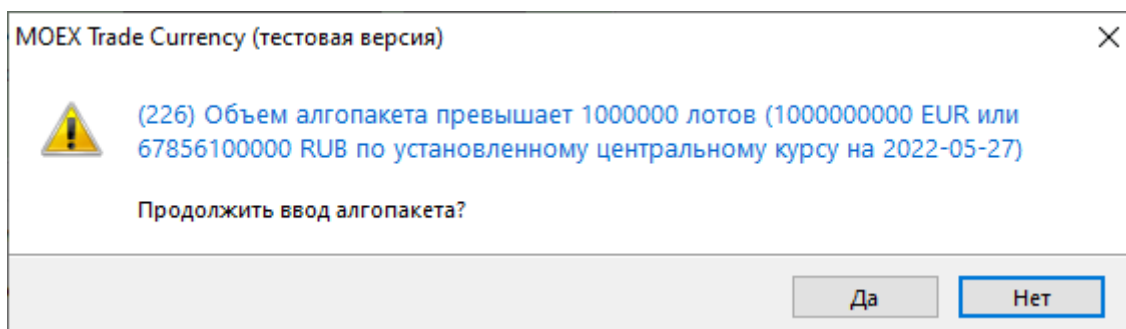 MOEX Trade Currency (тестовая версия)
(226) Объем алгопакета превышает 1000000 лотов (1000000000 EUR или
67856100000 RUB по установленному центральному курсу на 2022-05-27)
Продолжить ввод алгопакета?
Да
Нет